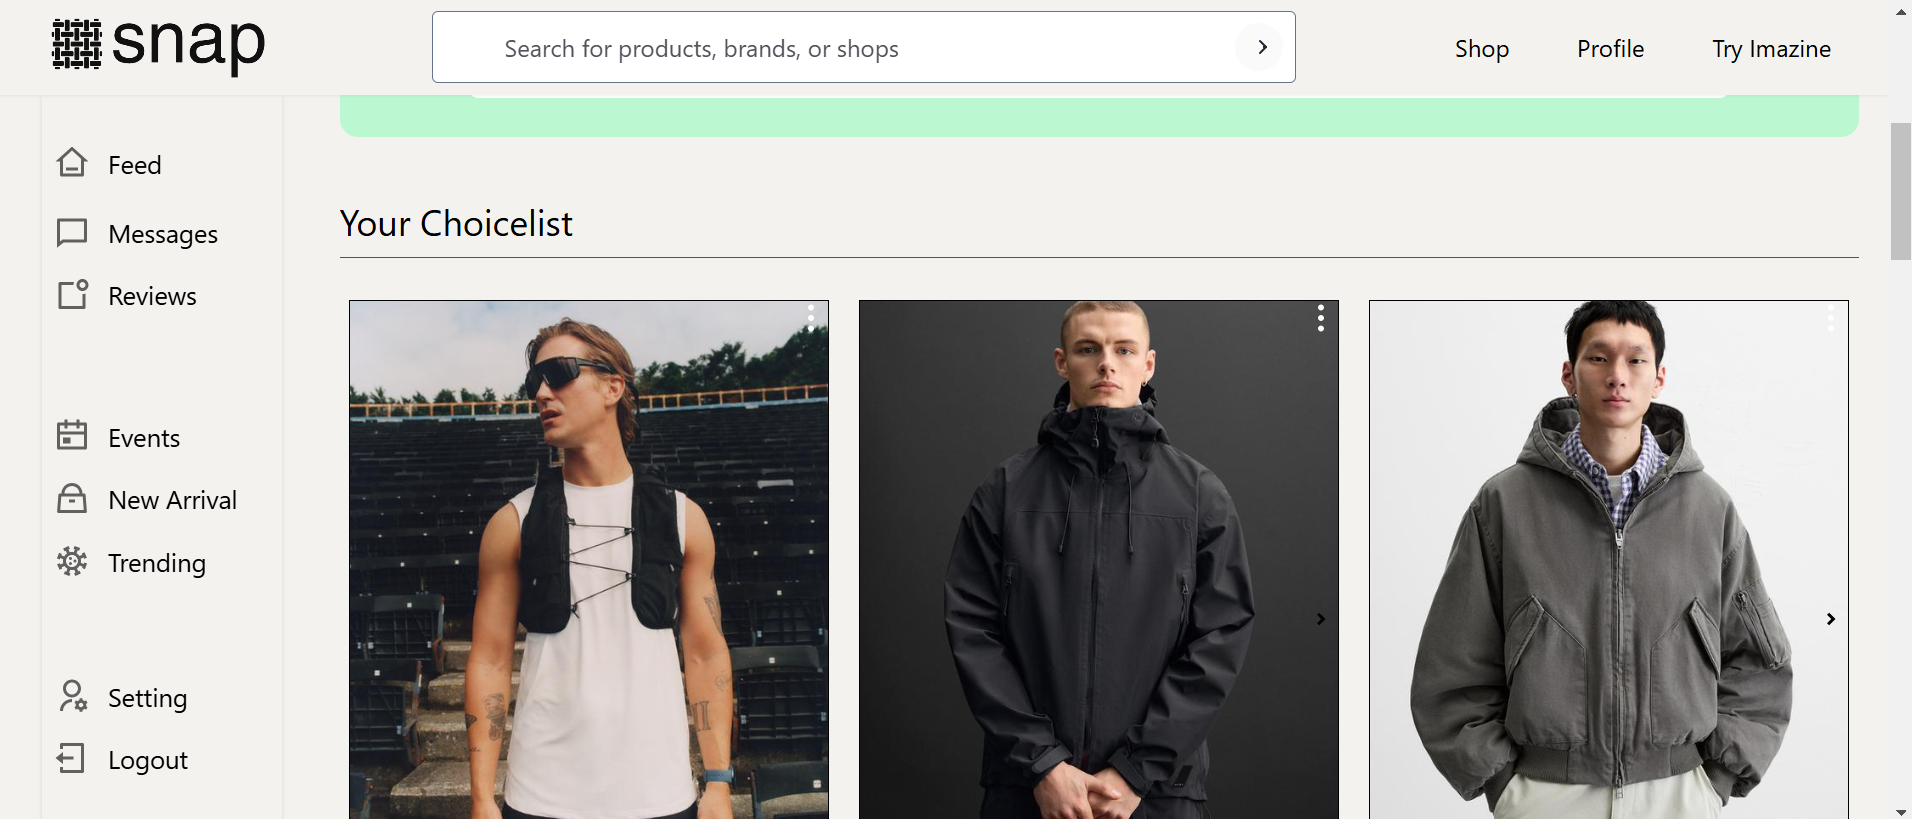 snap
Search for products, brands, or shops
Shop
Profile
Try Imazine
Feed
Messages
Reviews
Events
New Arrival
Trending
Setting
Logout
Your Choicelist